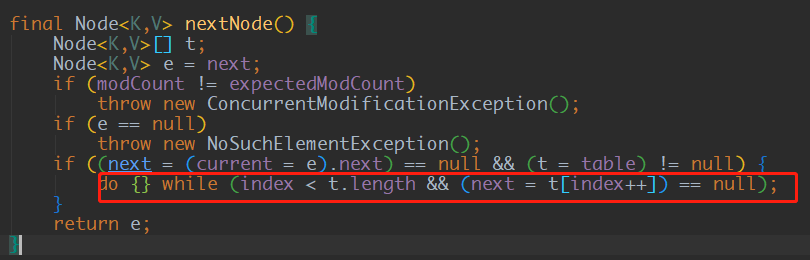 final Node<K,V> nextNode() {
    Node<K,V>[] t;
    Node<K,V> e = next;
    if (modCount != expectedModCount)
        throw new ConcurrentModificationException();
    if (e == null)
        throw new NoSuchElementException();
    if ((next = (current = e).next) == null && (t = table) != null) {
        do {} while (index < t.length && (next = t[index++]) == null);
    }
    return e;
}